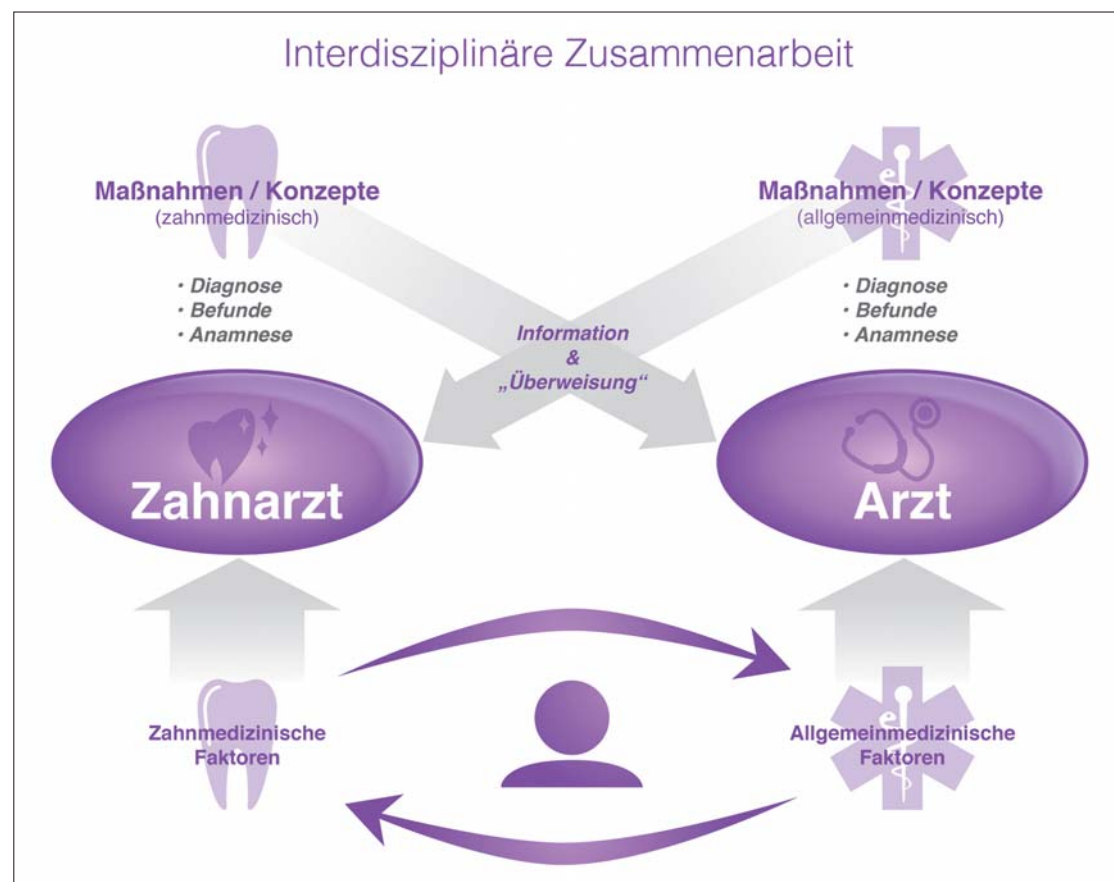 Interdisziplinäre Zusammenarbeit
Maßnahmen / Konzepte
(zahnmedizinisch)
• Diagnose
• Befunde
• Anamnese
Maßnahmen / Konzepte
(allgemeinmedizinisch)
• Diagnose
• Befunde
• Anamnese
Information
&
„Überweisung“
Zahnarzt
Arzt
Zahnmedizinische
Faktoren
Allgemeinmedizinische
Faktoren